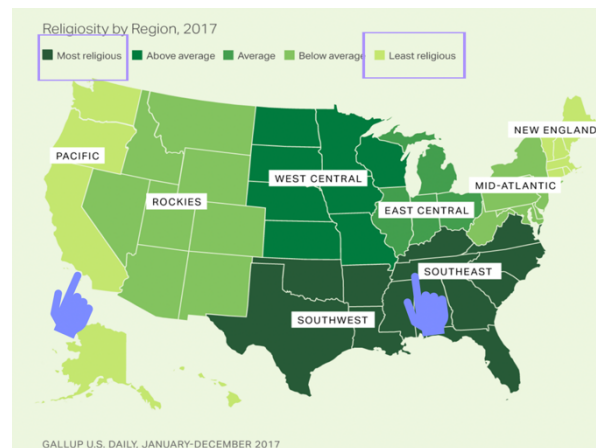 Religiosity by Region, 2017
Most religious Above average Average Below average Least religious
NEW ENGLAND
PACIFIC
MID-ATLANTIC
WEST CENTRAL
ROCKIES
EAST CENTRAL
SOUTHEAST
SOUTHWEST
GALLUP U.S. DAILY, JANUARY-DECEMBER 2017